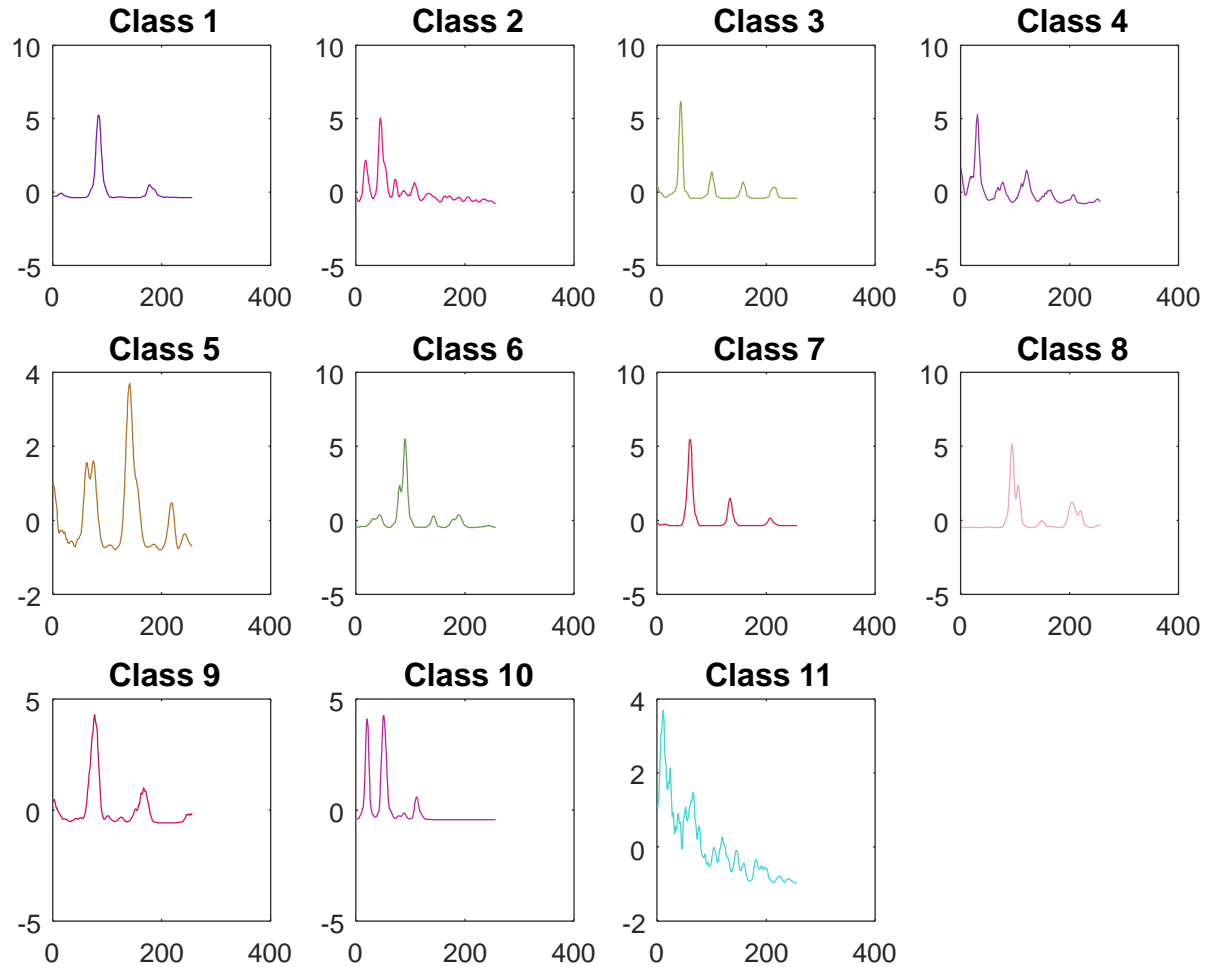 Class 1 Class 2 Class 3 Class 4
10 10 10 10
5 5 5 5
0 0 0 0
-5 -5 -5 -5
0 200 400 0 200 400 0 200 400 0 200 400
Class 5 Class 6 Class 7 Class 8
4 10 10 10
2 5 5 5
0 0 0 0
-2 -5 -5 -5
0 200 400 0 200 400 0 200 400 0 200 400
Class 9 Class 10 Class 11
5 5 4
2
0 0 0
-5 -5 -2
0 200 400 0 200 400 0 200 400